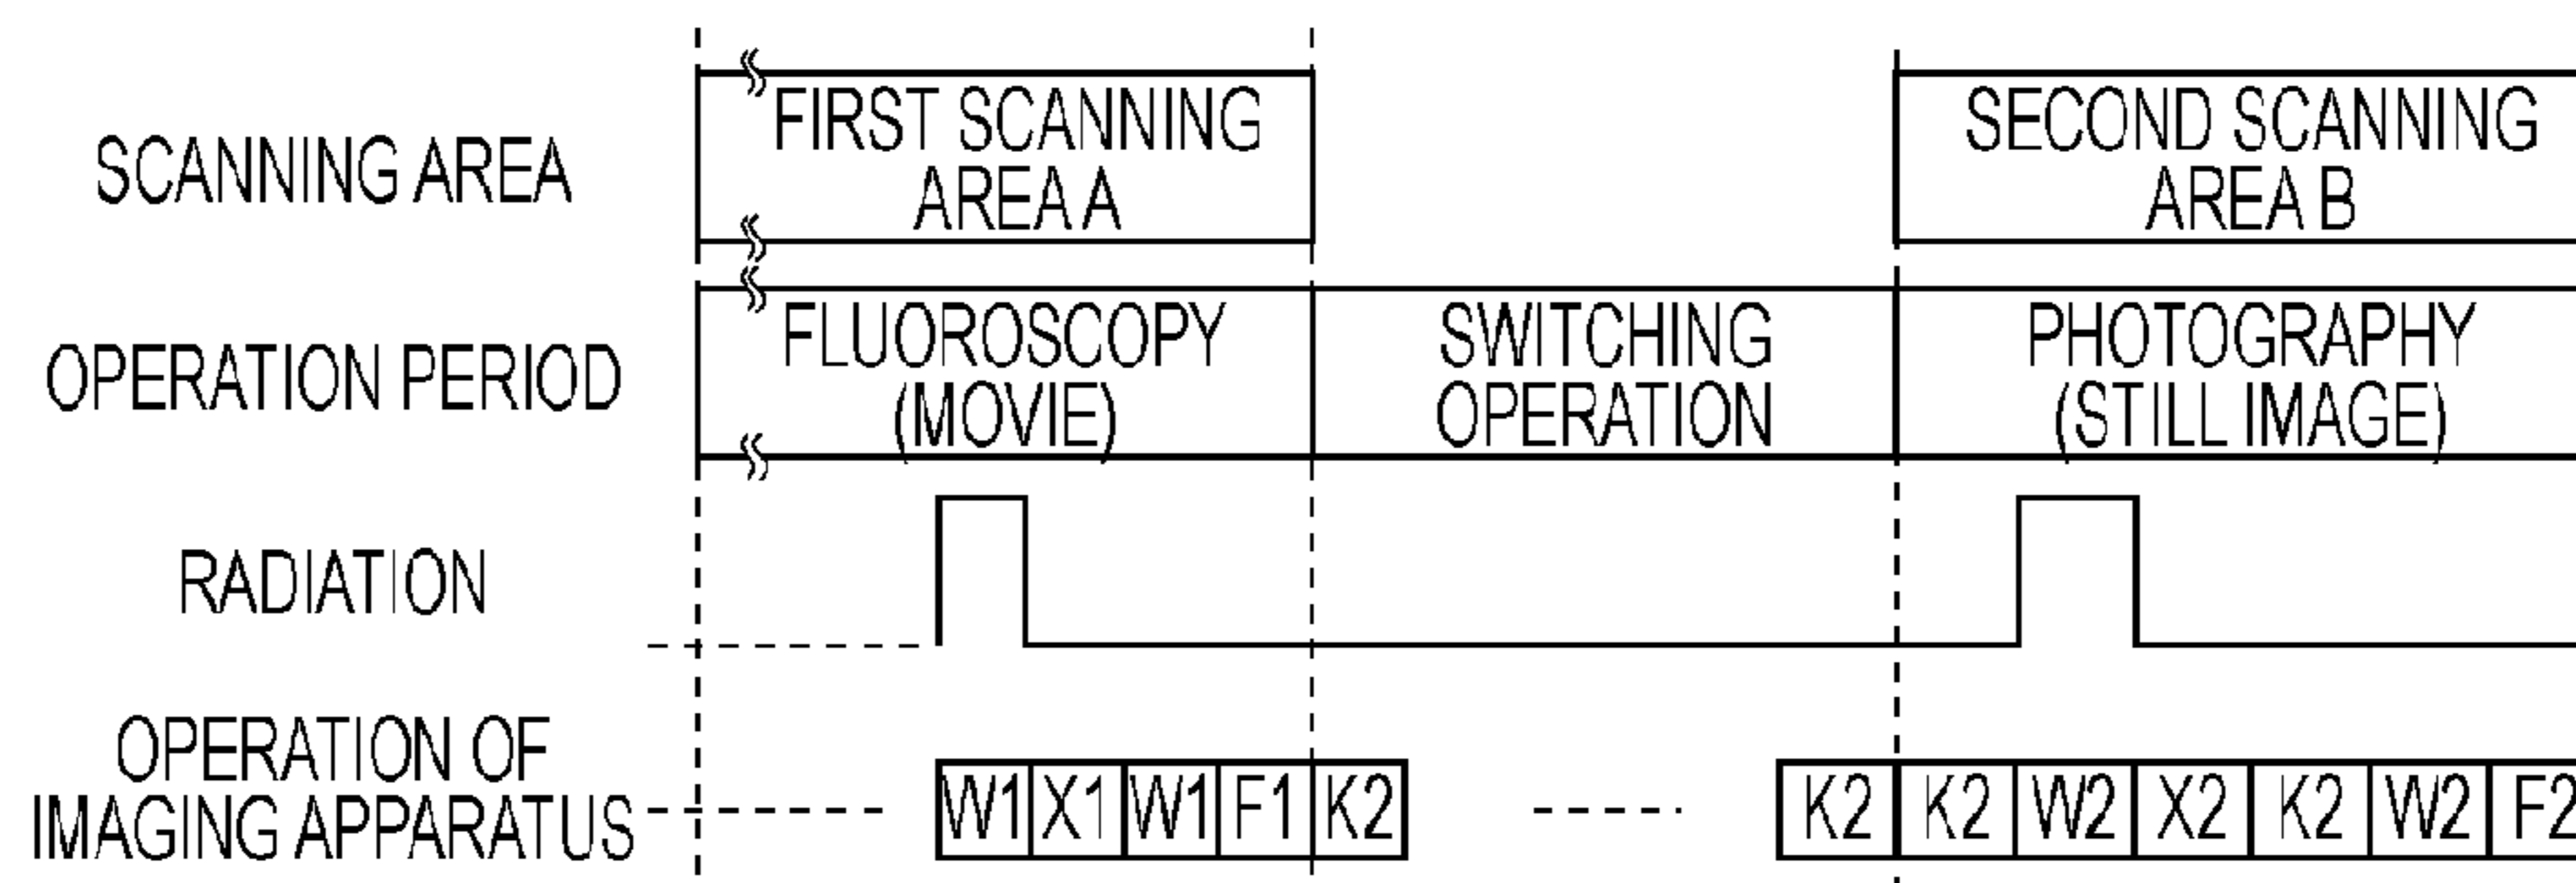 SCANNING AREA
FIRST SCANNING
AREA A
SECOND SCANNING
AREA B
OPERATION PERIOD
FLUOROSCOPY
(MOVIE)
SWITCHING
OPERATION
PHOTOGRAPHY
(STILL IMAGE)
RADIATION
OPERATION OF
IMAGING APPARATUS
W1 X1 W1 F1 K2 K2 K2 W2 X2 K2 W2 F2